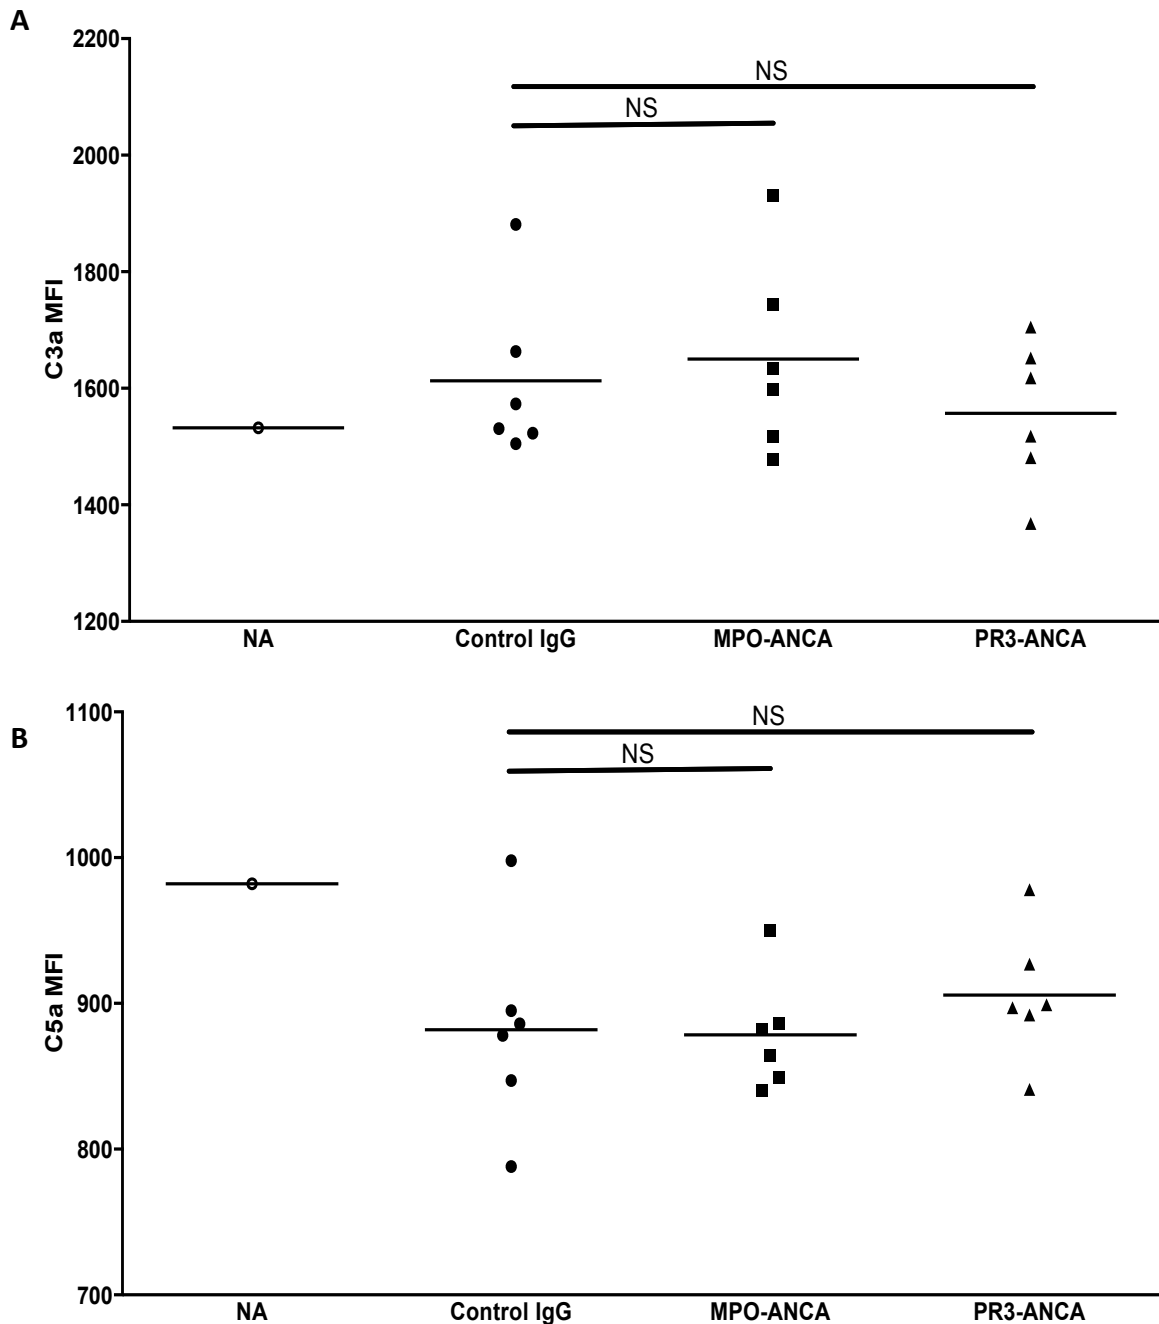 A
2200
NS
NS
2000
1800
C3a MFI
1600
1400
1200
NA Control IgG MPO-ANCA PR3-ANCA
B
1100
NS
NS
1000
C5a MFI
900
800
700
NA Control IgG MPO-ANCA PR3-ANCA